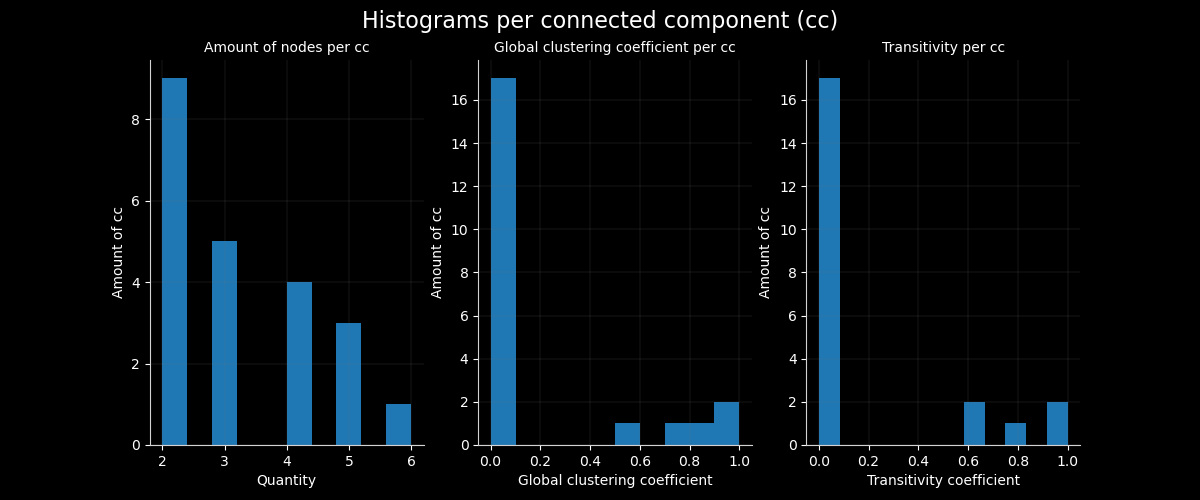 Histograms per connected component (cc)
Amount of nodes per cc
Amount of cc
8
6
4
2
0
2 3 4 5 6
Quantity
Global clustering coefficient per cc
Amount of cc
16
14
12
10
8
6
4
2
0
0.0 0.2 0.4 0.6 0.8 1.0
Global clustering coefficient
Transitivity per cc
Amount of cc
16
14
12
10
8
6
4
2
0
0.0 0.2 0.4 0.6 0.8 1.0
Transitivity coefficient